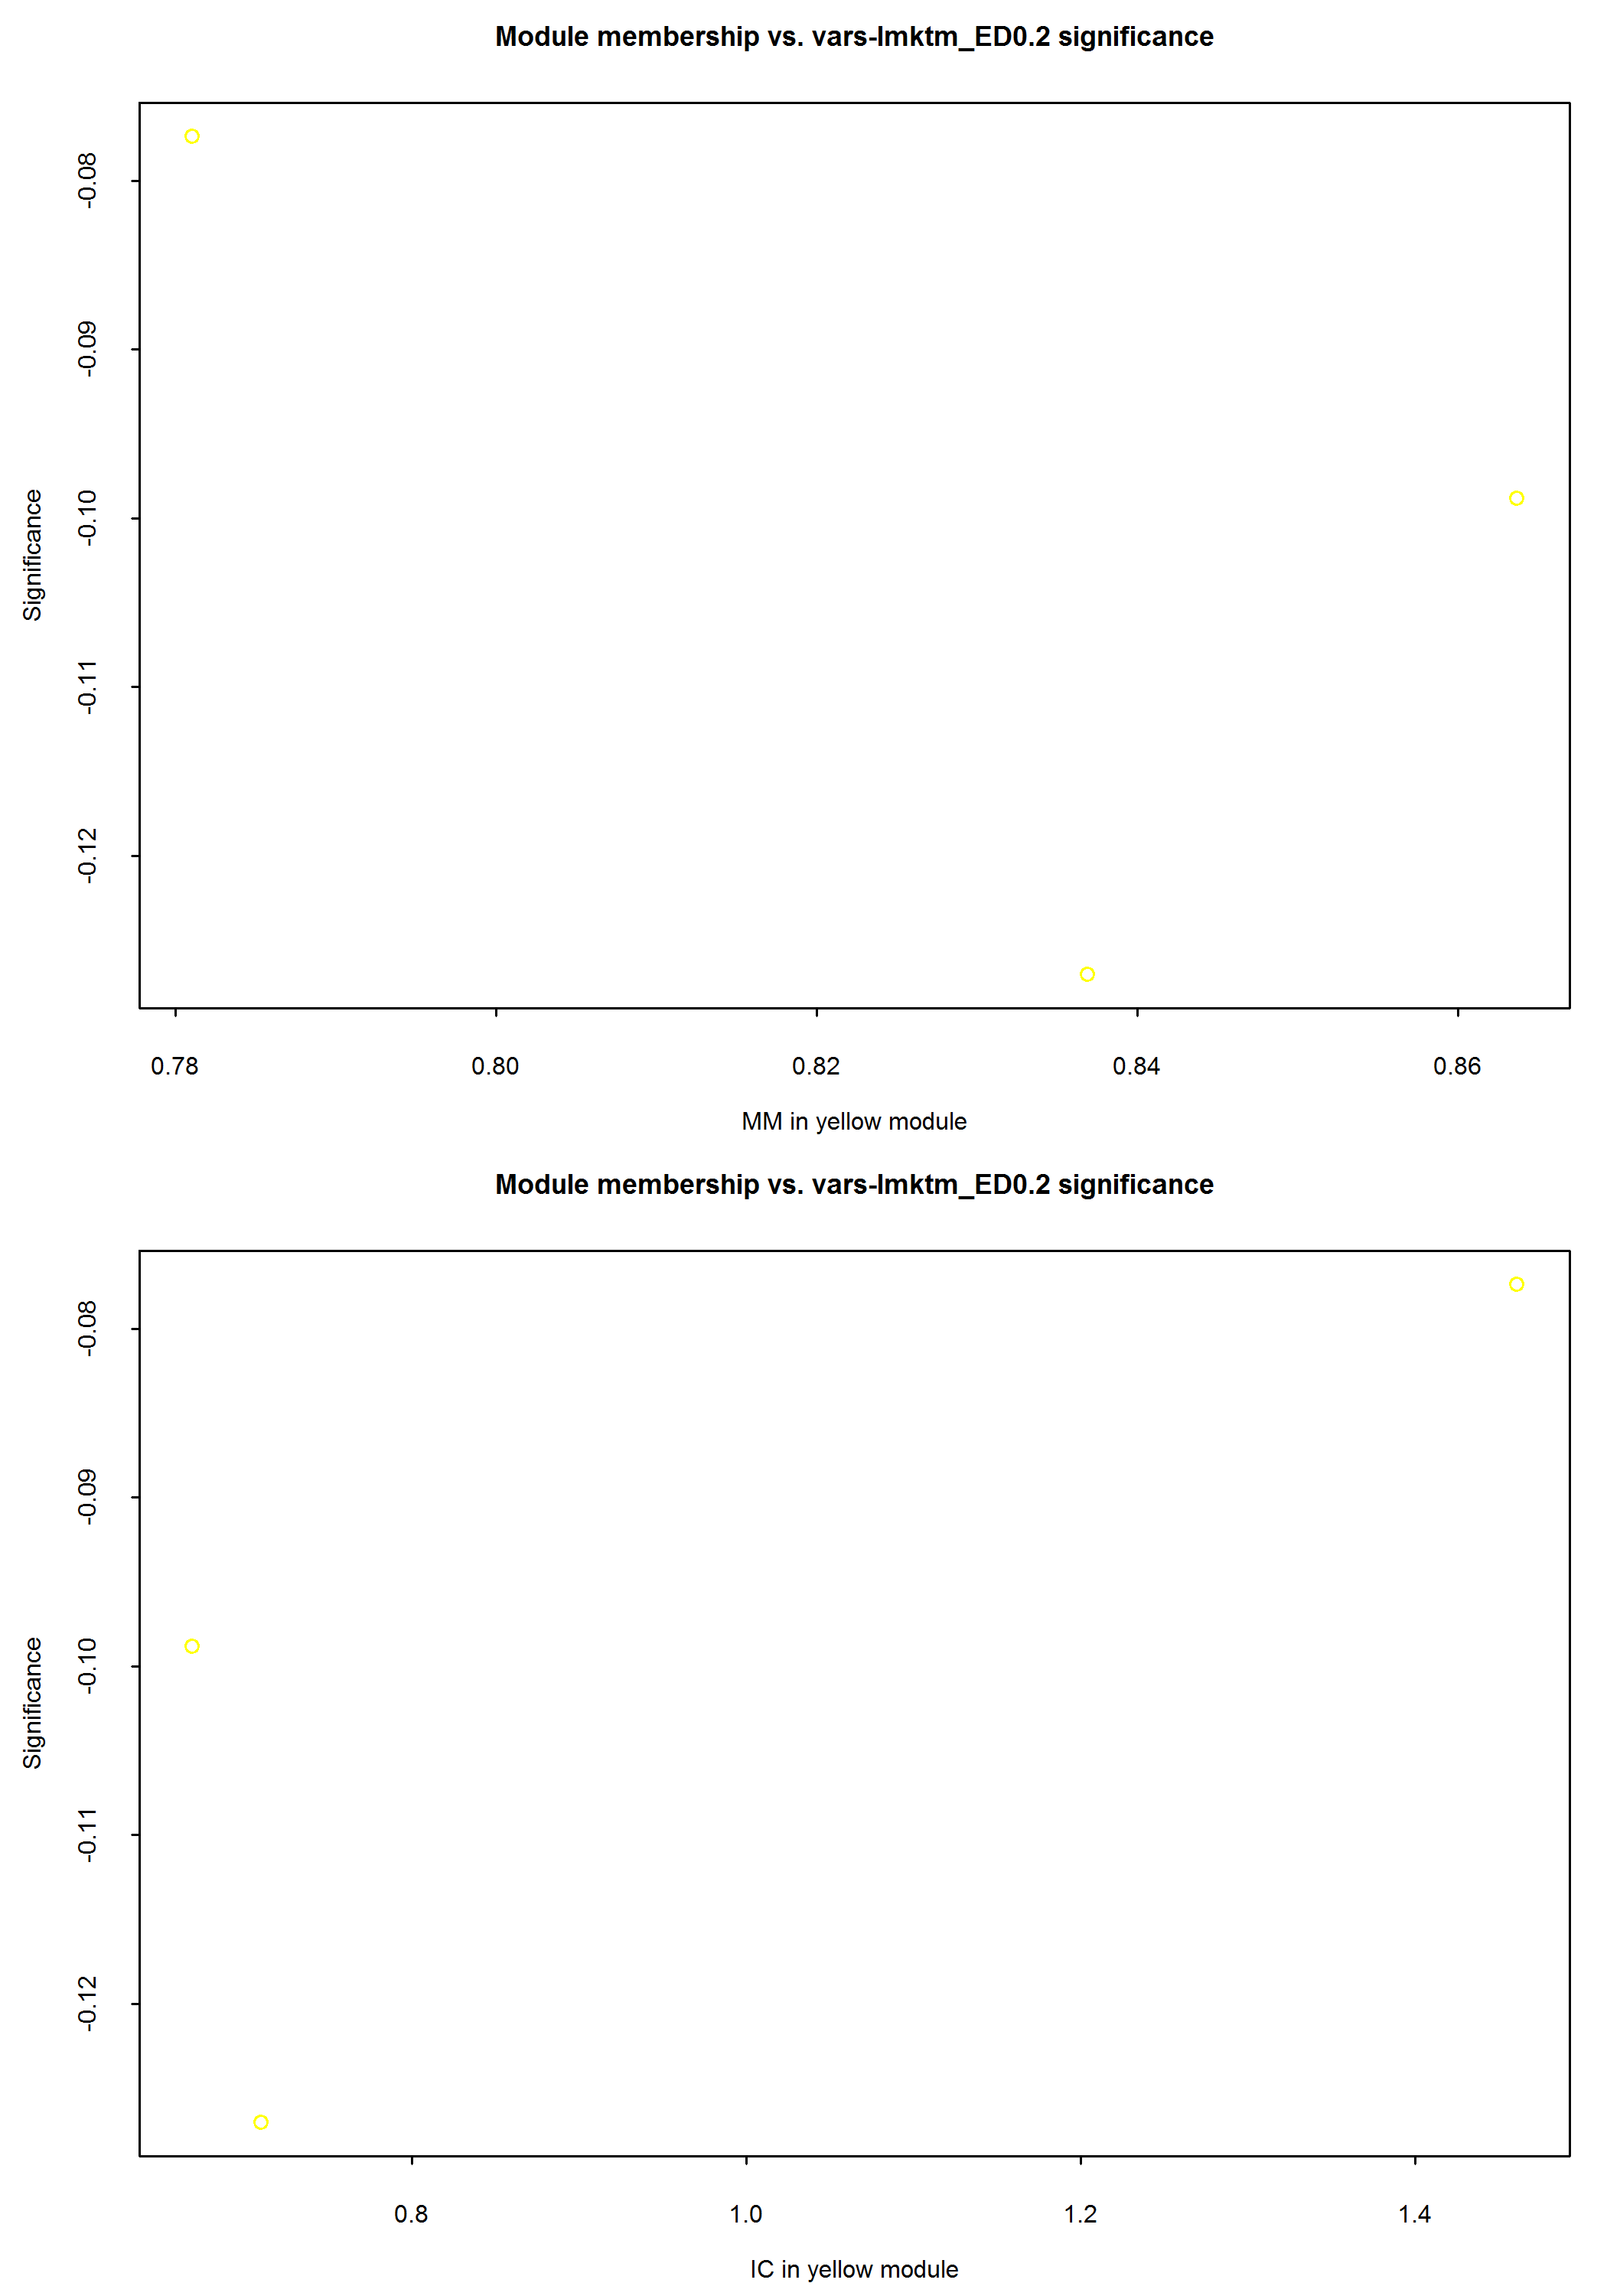 Module membership vs. vars-lmktm_ED0.2 significance
-0.08
-0.09
-0.10
-0.11
-0.12
Significance
0.78 0.80 0.82 0.84 0.86
MM in yellow module
Module membership vs. vars-lmktm_ED0.2 significance
-0.08
-0.09
-0.10
-0.11
-0.12
Significance
0.8 1.0 1.2 1.4
IC in yellow module